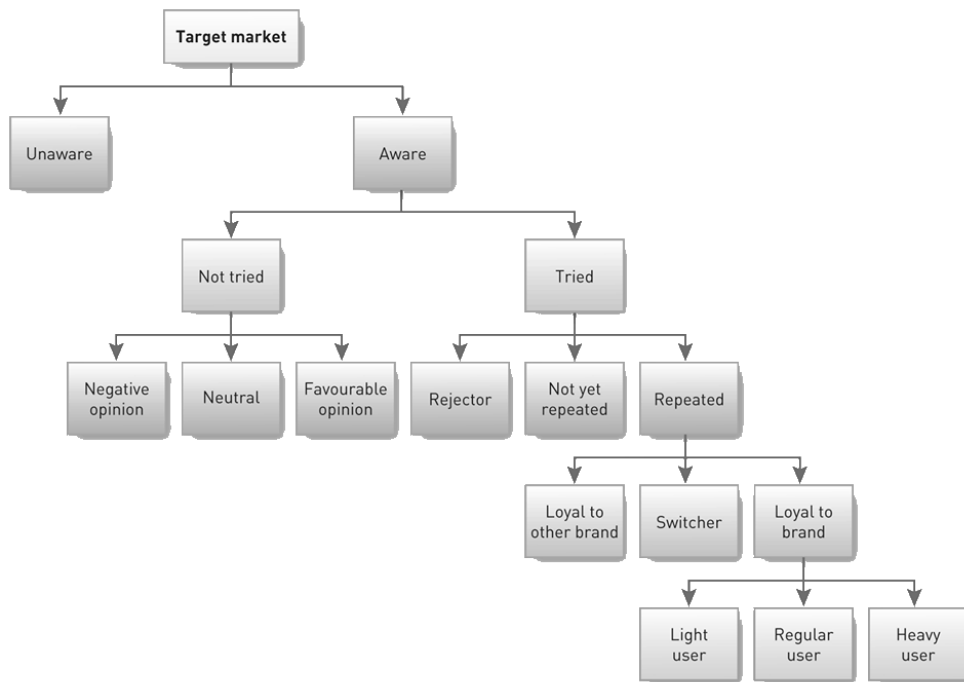 Target market
Unaware
Aware
Not tried
Tried
Negative
opinion
Neutral
Favourable
opinion
Rejector
Not yet
repeated
Repeated
Loyal to
other brand
Switcher
Loyal to
brand
Light
user
Regular
user
Heavy
user